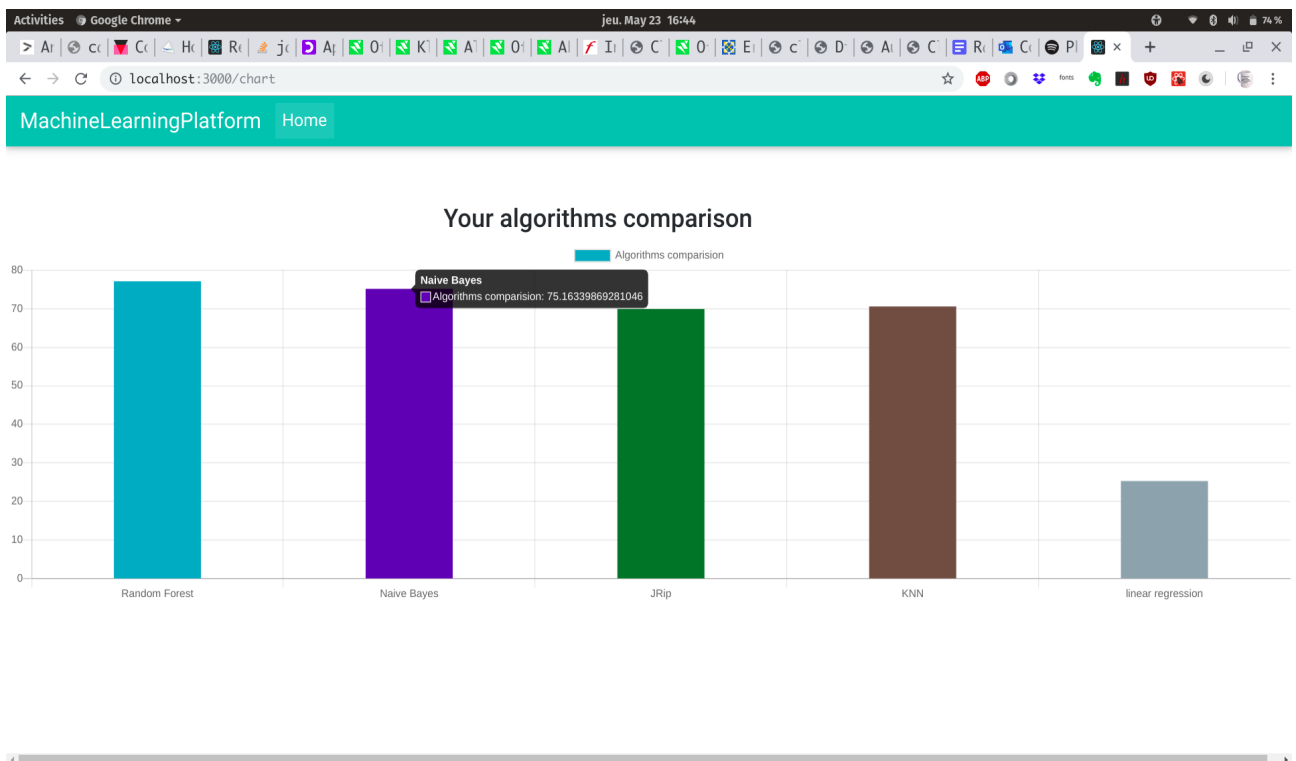 Activities Google Chrome jeu. May 23 16:44 74 %
localhost:3000/chart ABP fonts
MachineLearningPlatform Home
Your algorithms comparison
Algorithms comparision
Naive Bayes
Algorithms comparision: 75.16339869281046
80
70
60
50
40
30
20
10
0
Random Forest Naive Bayes JRip KNN linear regression